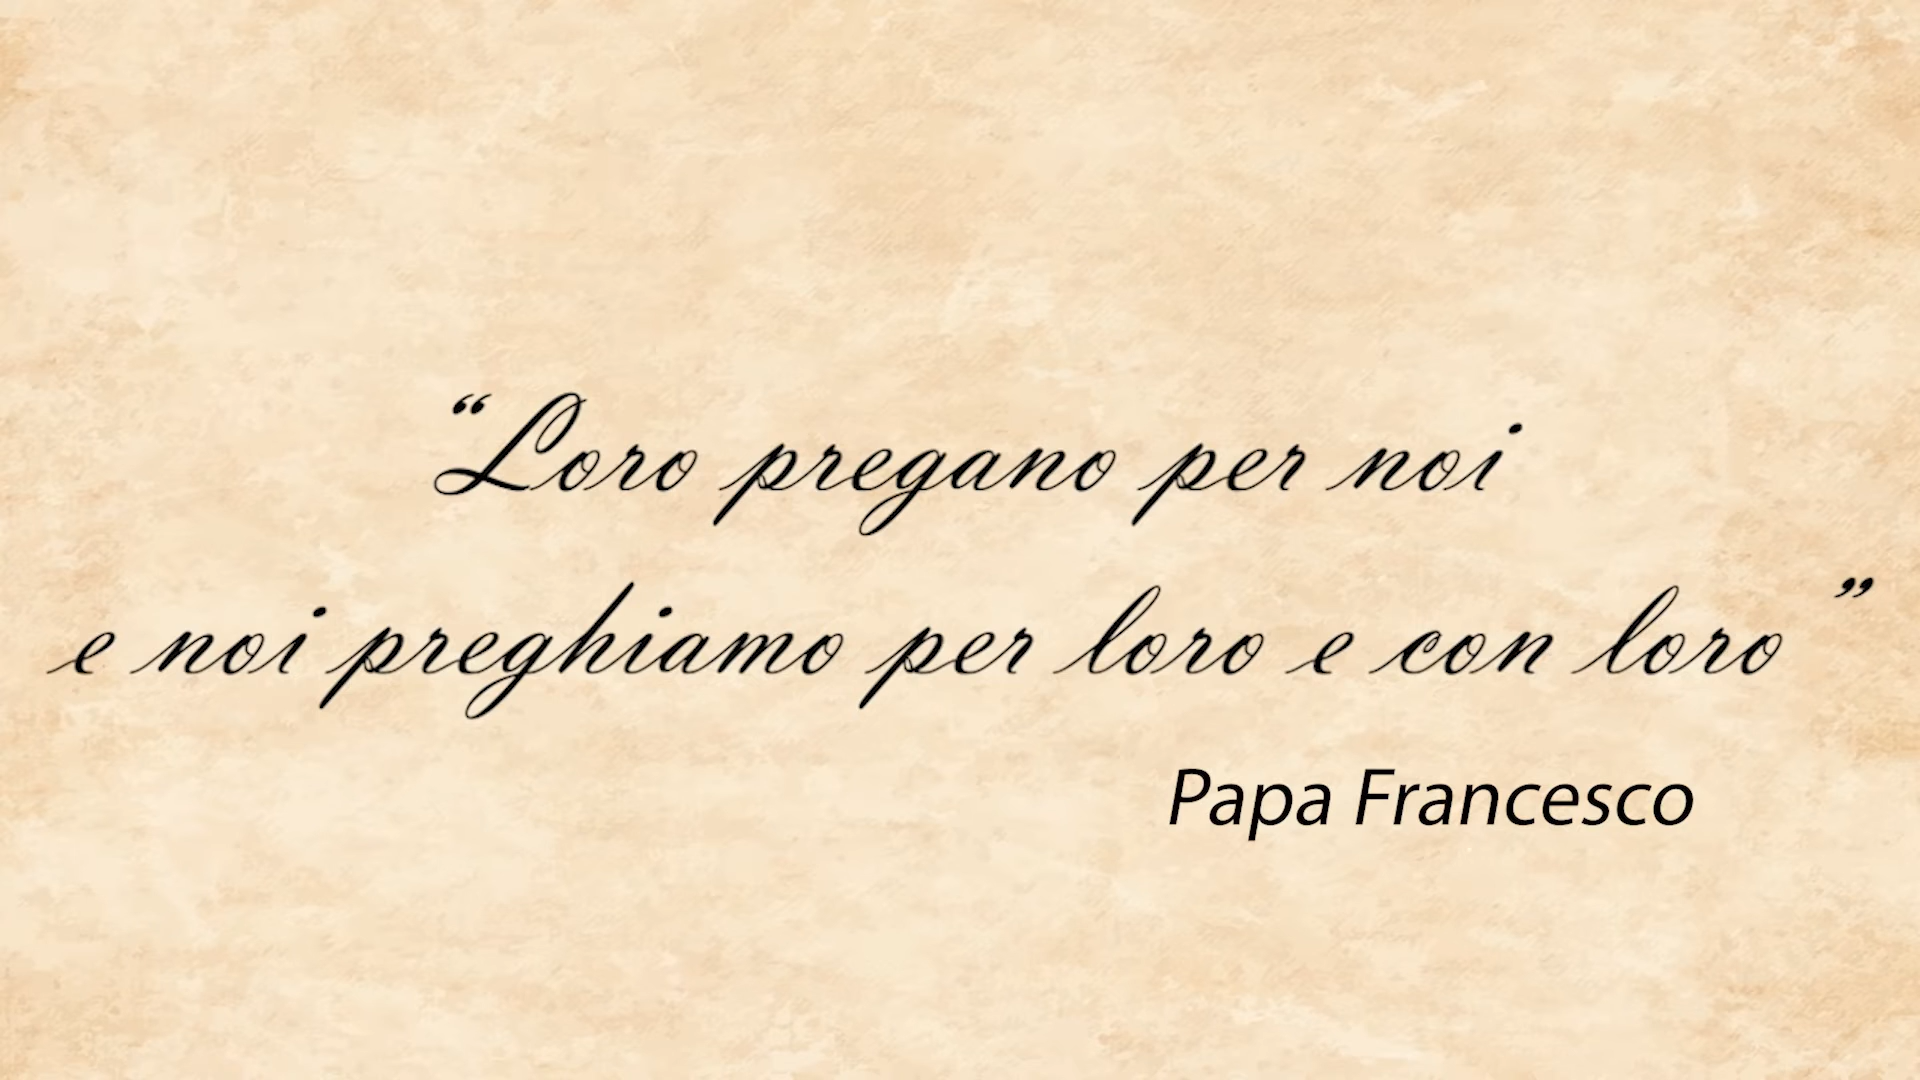 “Loro pregano per noi
e noi preghiamo per loro e con loro ”
Papa Francesco